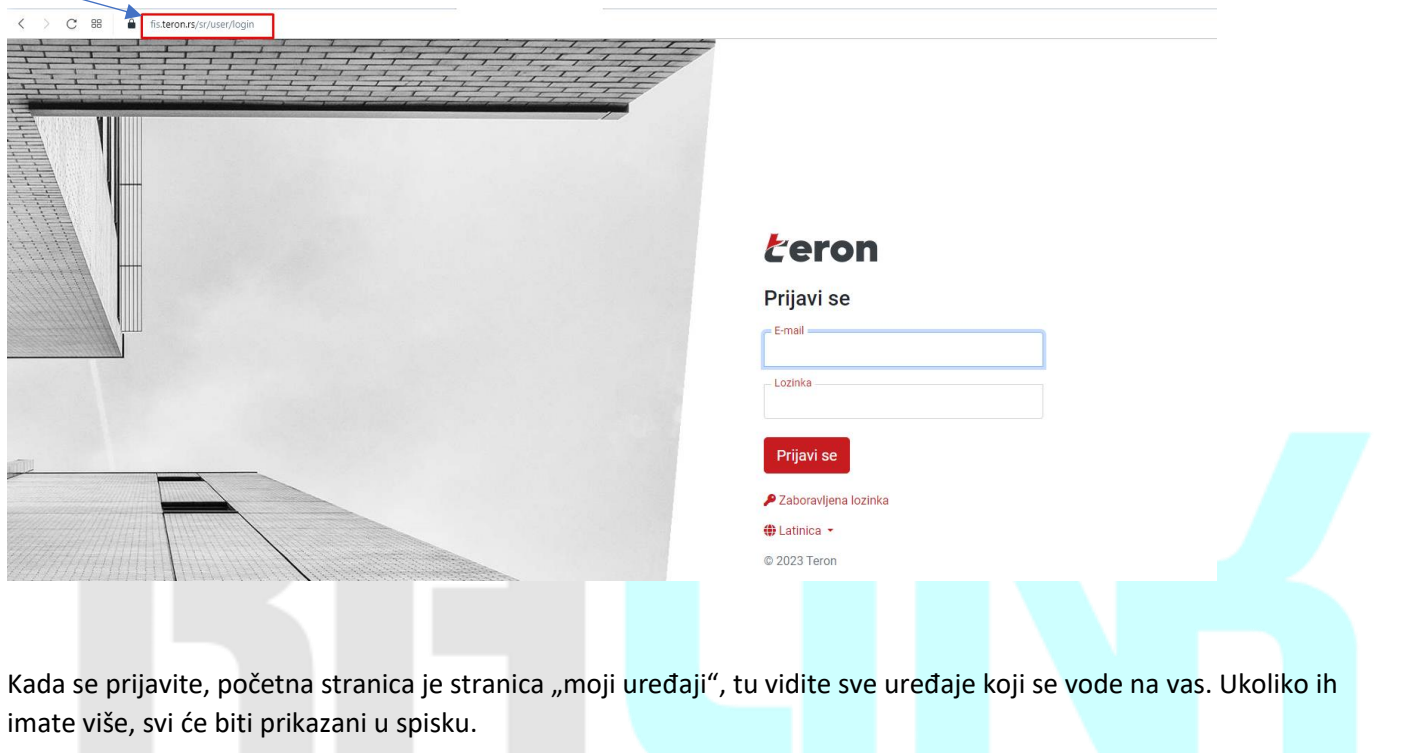 fis.teron.rs/sr/user/login
teron
Prijavi se
E-mail
Lozinka
Prijavi se
Zaboravljena lozinka
Latinica
© 2023 Teron
Kada se prijavite, početna stranica je stranica „moji uređaji“, tu vidite sve uređaje koji se vode na vas. Ukoliko ih
imate više, svi će biti prikazani u spisku.